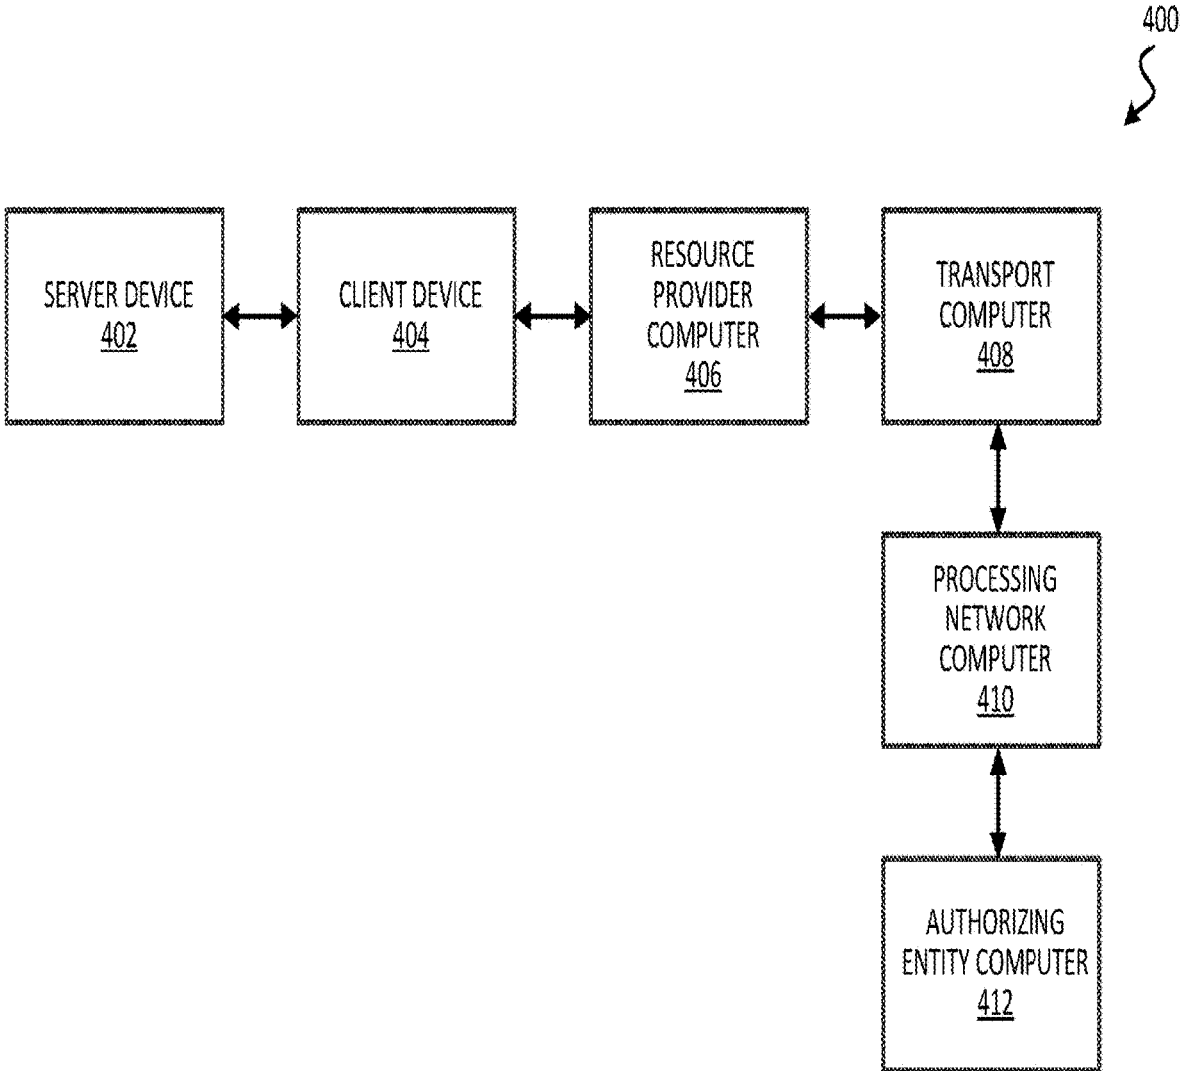 400
SERVER DEVICE
402
CLIENT DEVICE
404
RESOURCE
PROVIDER
COMPUTER
406
TRANSPORT
COMPUTER
408
PROCESSING
NETWORK
COMPUTER
410
AUTHORIZING
ENTITY COMPUTER
412